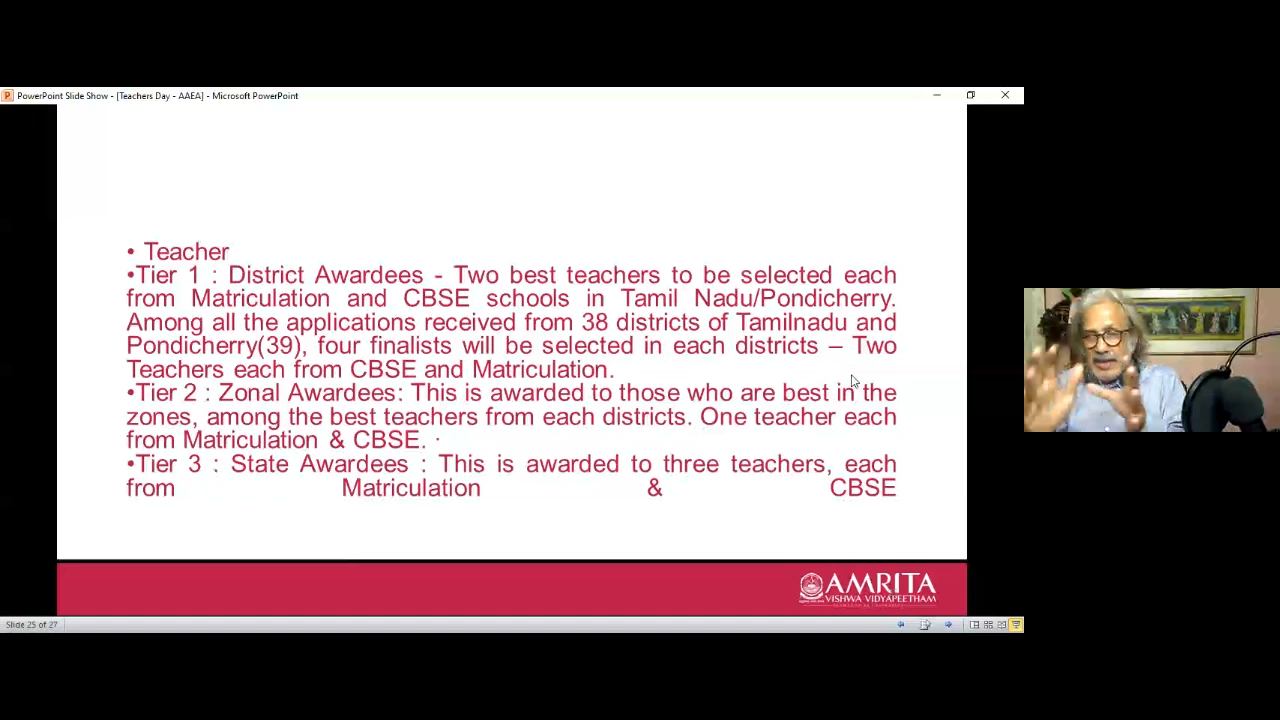 PowerPoint Slide Show - [Teachers Day - AAEA] - Microsoft PowerPoint
• Teacher
•Tier 1 : District Awardees - Two best teachers to be selected each
from Matriculation and CBSE schools in Tamil Nadu/Pondicherry.
Among all the applications received from 38 districts of Tamilnadu and
Pondicherry(39), four finalists will be selected in each districts – Two
Teachers each from CBSE and Matriculation.
•Tier 2 : Zonal Awardees: This is awarded to those who are best in the
zones, among the best teachers from each districts. One teacher each
from Matriculation & CBSE. ·
•Tier 3 : State Awardees : This is awarded to three teachers, each
from Matriculation & CBSE
AMRITA
VISHWA VIDYAPEETHAM
Slide 25 of 27